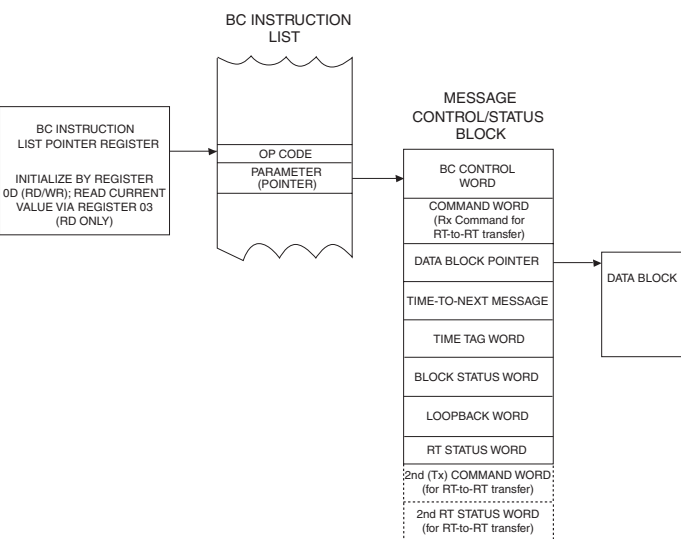 BC INSTRUCTION
LIST
BC INSTRUCTION
LIST POINTER REGISTER
INITIALIZE BY REGISTER
0D (RD/WR); READ CURRENT
VALUE VIA REGISTER 03
(RD ONLY)
OP CODE
PARAMETER
(POINTER)
MESSAGE
CONTROL/STATUS
BLOCK
BC CONTROL
WORD
COMMAND WORD
(Rx Command for
RT-to-RT transfer)
DATA BLOCK POINTER
TIME-TO-NEXT MESSAGE
TIME TAG WORD
BLOCK STATUS WORD
LOOPBACK WORD
RT STATUS WORD
2nd (Tx) COMMAND WORD
(for RT-to-RT transfer)
2nd RT STATUS WORD
(for RT-to-RT transfer)
DATA BLOCK